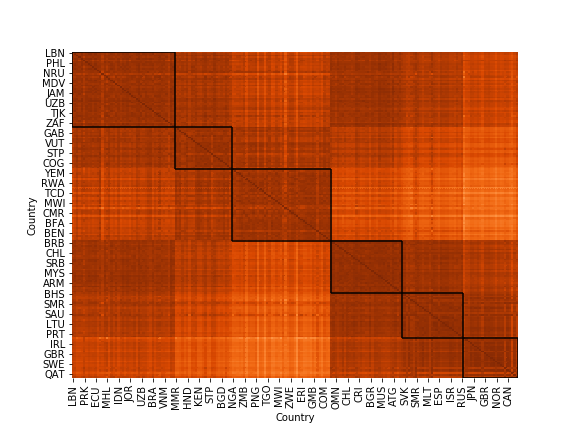 LBN
PHL
NRU
MDV
JAM
UZB
TJK
ZAF
GAB
VUT
STP
COG
YEM
RWA
TCD
MWI
CMR
BFA
BEN
BRB
CHL
SRB
MYS
ARM
BHS
SMR
SAU
LTU
PRT
IRL
GBR
SWE
QAT
Country
LBN PRK ECU MHL IDN JOR UZB BRA VNM MMR HND KEN STP BGD NGA ZMB PNG TGO MWI ZWE ERI GMB COM OMN CHL CRI BGR MUS ATG SVK SMR MLT ESP ISR RUS JPN GBR NOR CAN
Country